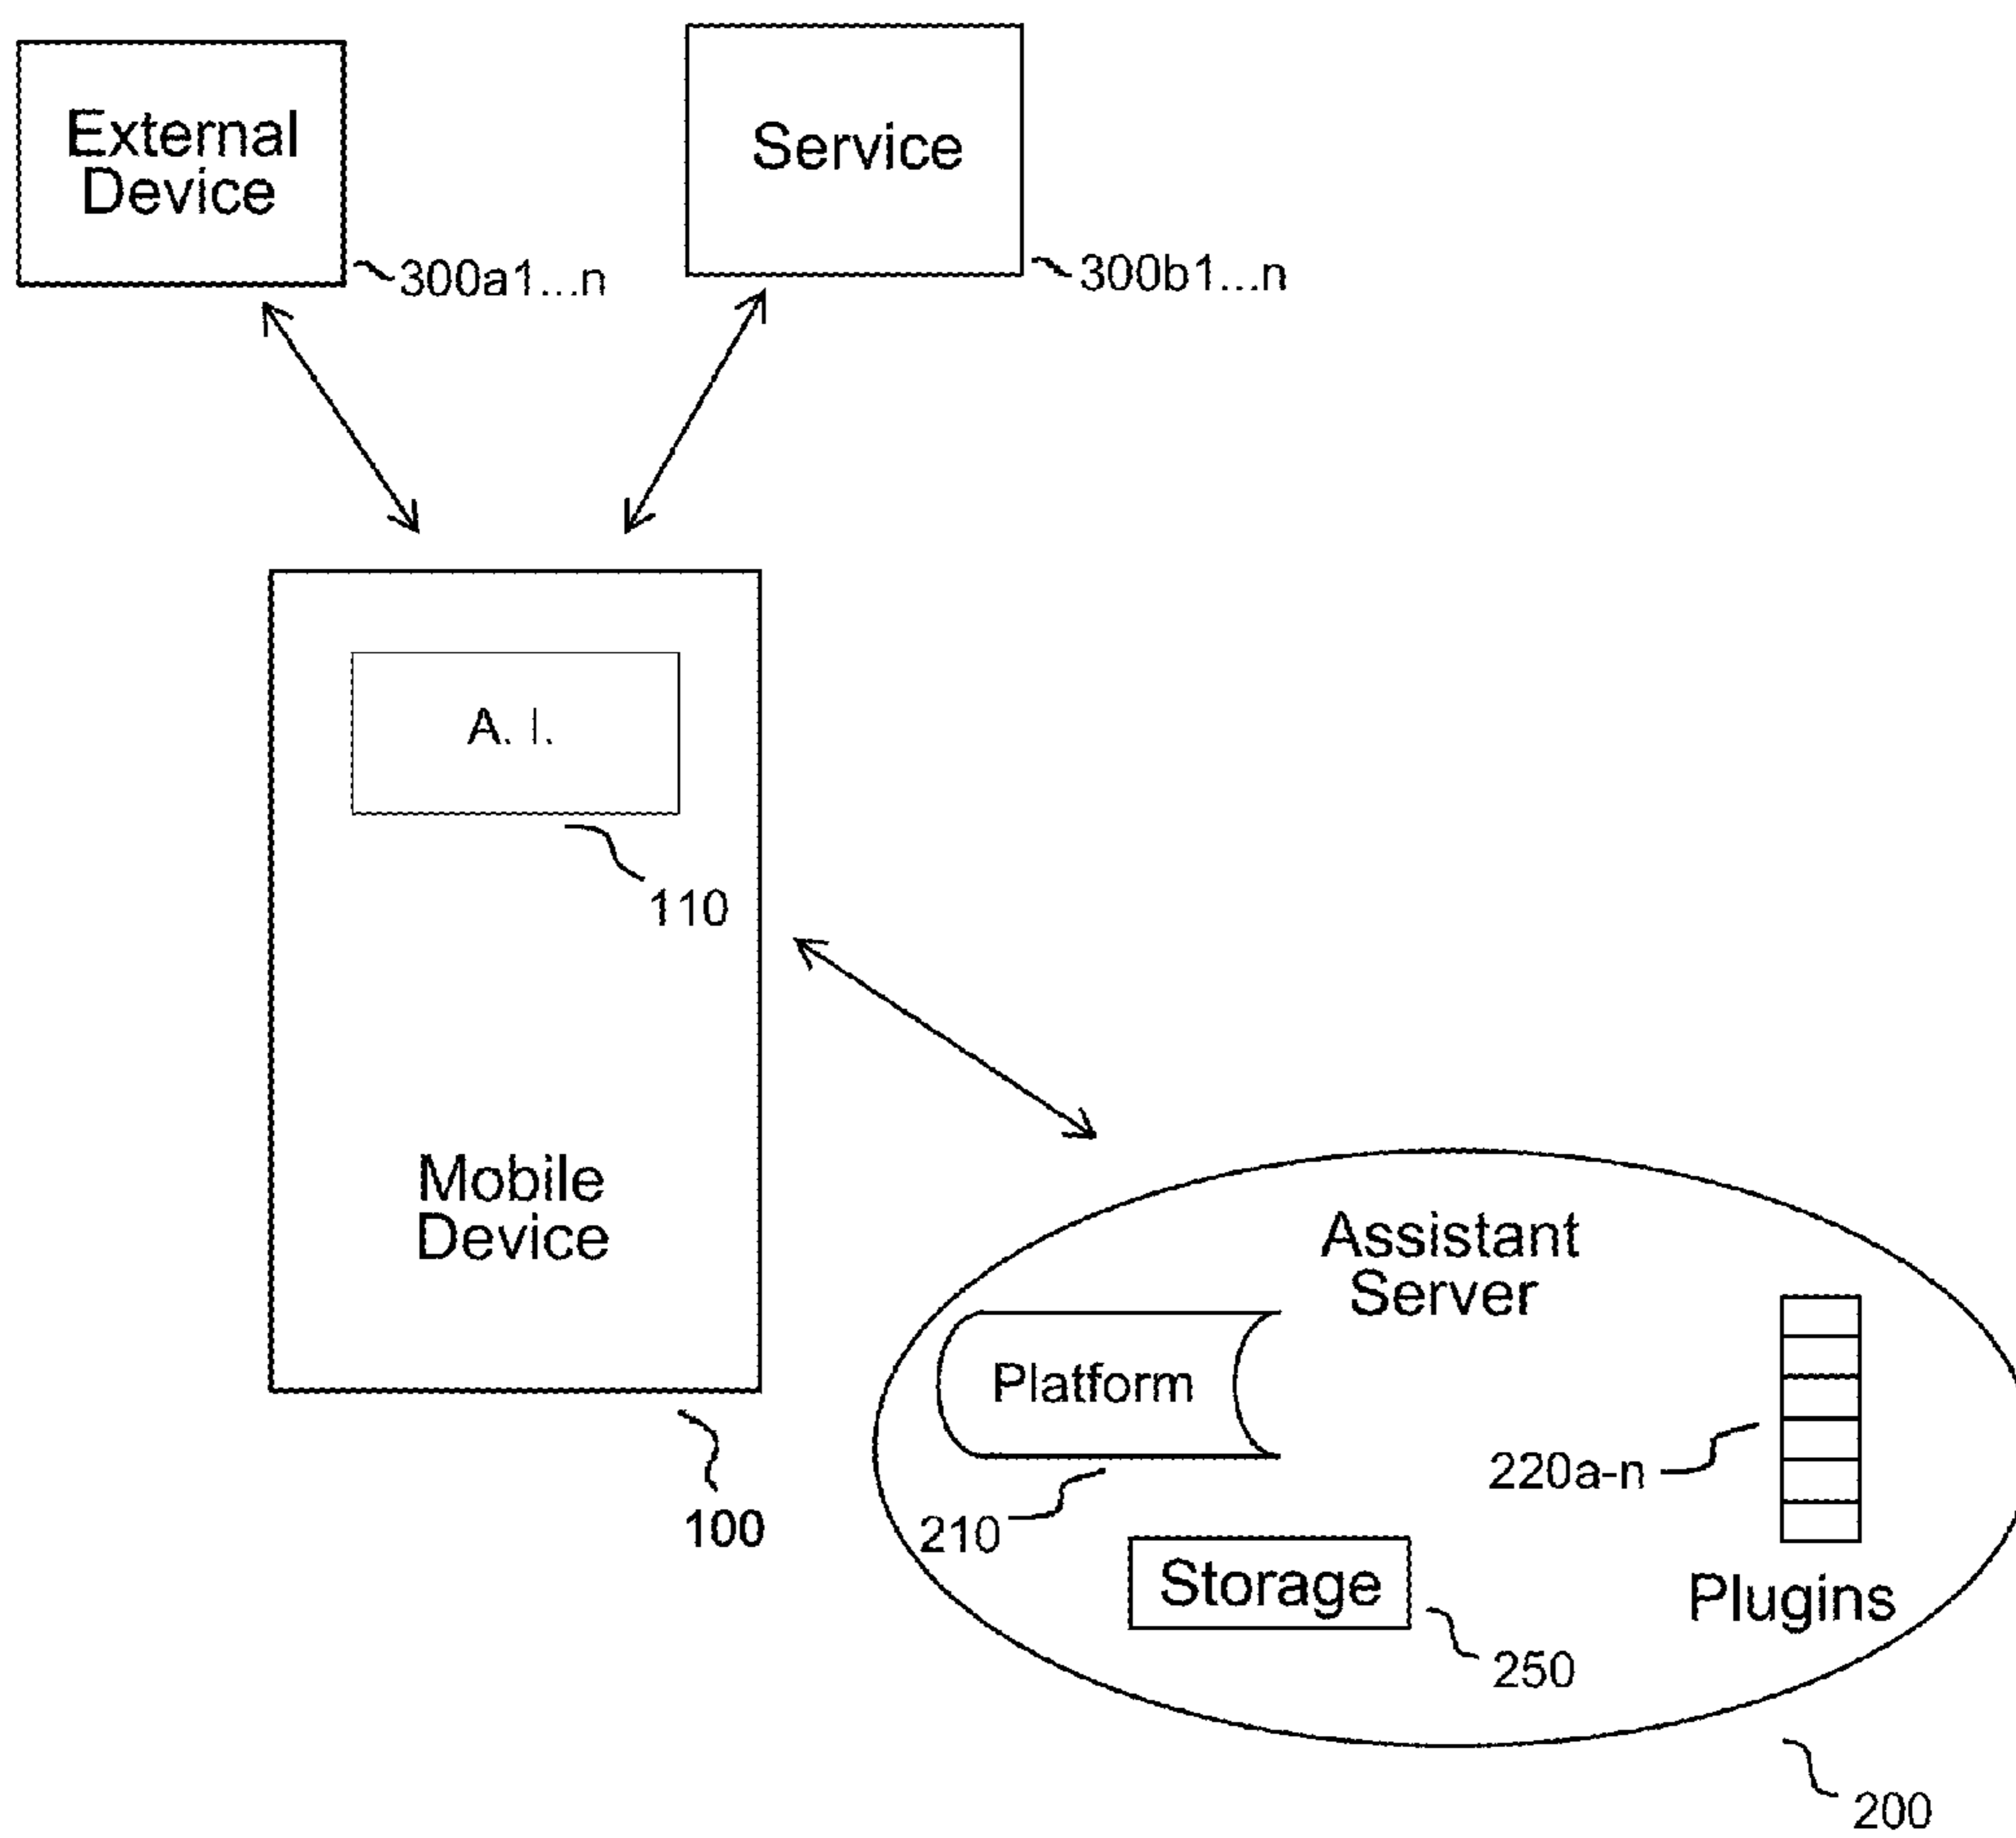 External
Device
300a1...n
Service
300b1...n
A. I.
110
Mobile
Device
100
Assistant
Server
Platform
210
220a-n
Storage
250
Plugins
200